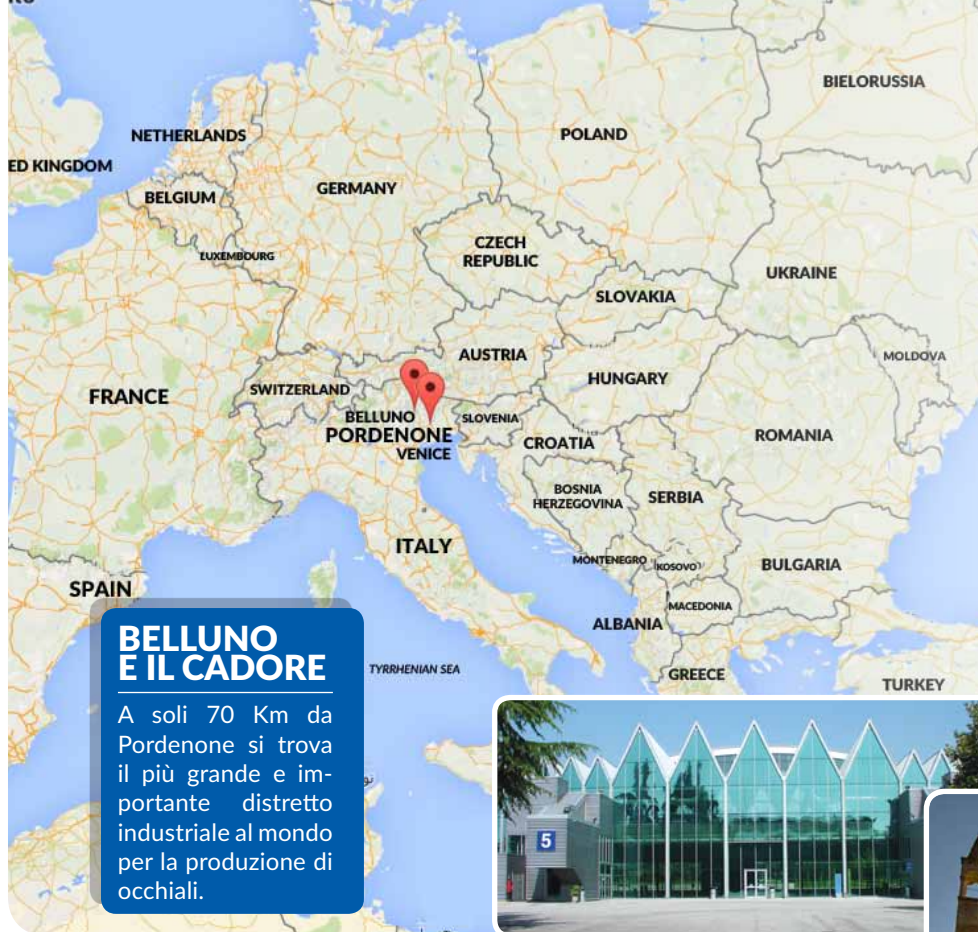 BIELORUSSIA
NETHERLANDS
POLAND
ED KINGDOM
GERMANY
BELGIUM
LUXEMBOURG
CZECH
REPUBLIC
UKRAINE
SLOVAKIA
AUSTRIA
MOLDOVA
HUNGARY
FRANCE
SWITZERLAND
BELLUNO
SLOVENIA
PORDENONE
VENICE
CROATIA
ROMANIA
BOSNIA
HERZEGOVINA
SERBIA
ITALY
MONTENEGRO
KOSOVO
BULGARIA
SPAIN
MACEDONIA
ALBANIA
GREECE
TURKEY
TYRRHENIAN SEA
BELLUNO
E IL CADORE
A soli 70 Km da
Pordenone si trova
il più grande e im-
portante distretto
industriale al mondo
per la produzione di
occhiali.
5